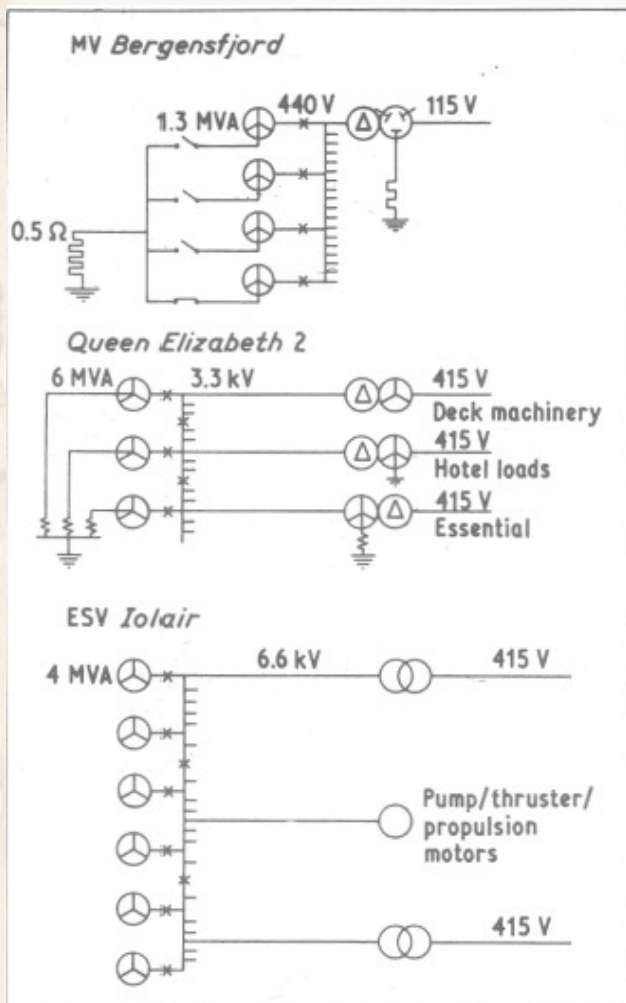 MV Bergensfjord
1.3 MVA
440 V
Δ
115 V
0.5 Ω
Queen Elizabeth 2
6 MVA
3.3 kV
Δ
415 V
Deck machinery
Δ
415 V
Hotel loads
Δ
415 V
Essential
ESV Iolair
4 MVA
6.6 kV
415 V
Pump/thruster/
propulsion
motors
415 V